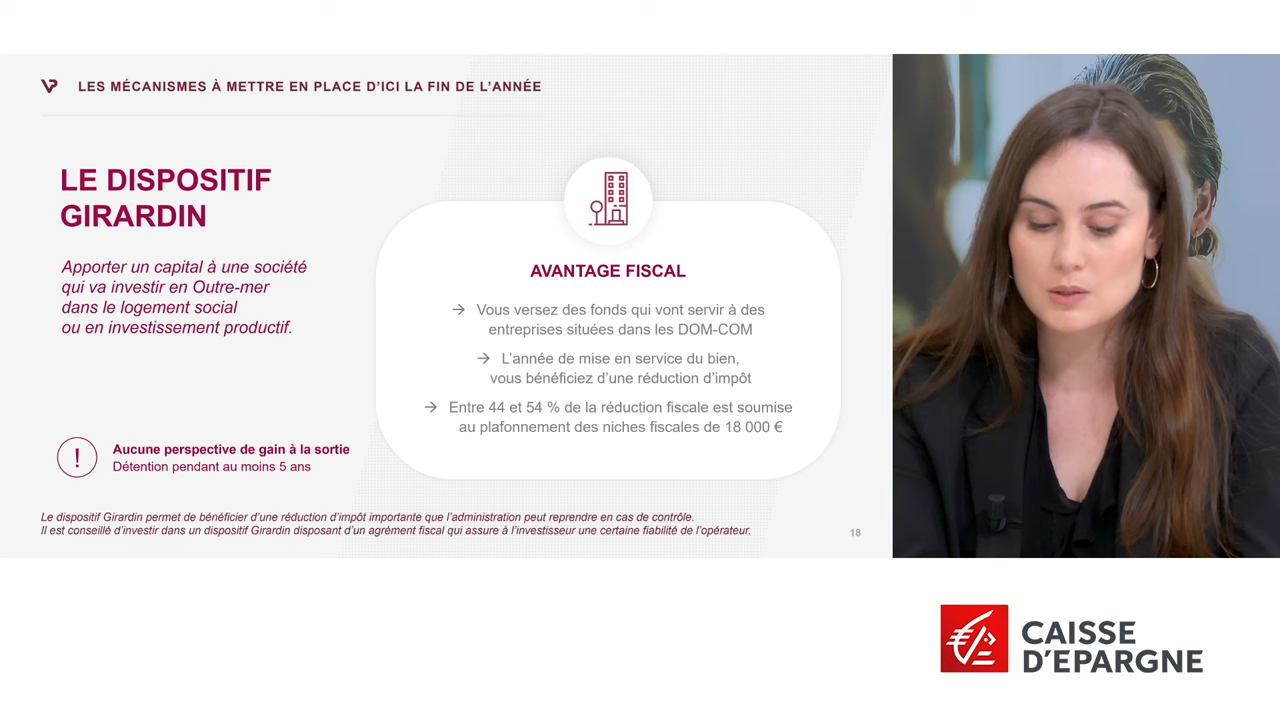 LES MÉCANISMES À METTRE EN PLACE D'ICI LA FIN DE L'ANNÉE
LE DISPOSITIF
GIRARDIN
Apporter un capital à une société
qui va investir en Outre-mer
dans le logement social
ou en investissement productif.
!
Aucune perspective de gain à la sortie
Détention pendant au moins 5 ans
AVANTAGE FISCAL
→ Vous versez des fonds qui vont servir à des
entreprises situées dans les DOM-COM
→ L'année de mise en service du bien,
vous bénéficiez d'une réduction d'impôt
→ Entre 44 et 54 % de la réduction fiscale est soumise
au plafonnement des niches fiscales de 18 000 €
Le dispositif Girardin permet de bénéficier d'une réduction d'impôt importante que l'administration peut reprendre en cas de contrôle.
Il est conseillé d'investir dans un dispositif Girardin disposant d'un agrément fiscal qui assure à l'investisseur une certaine fiabilité de l'opérateur.
18
CAISSE
D'EPARGNE